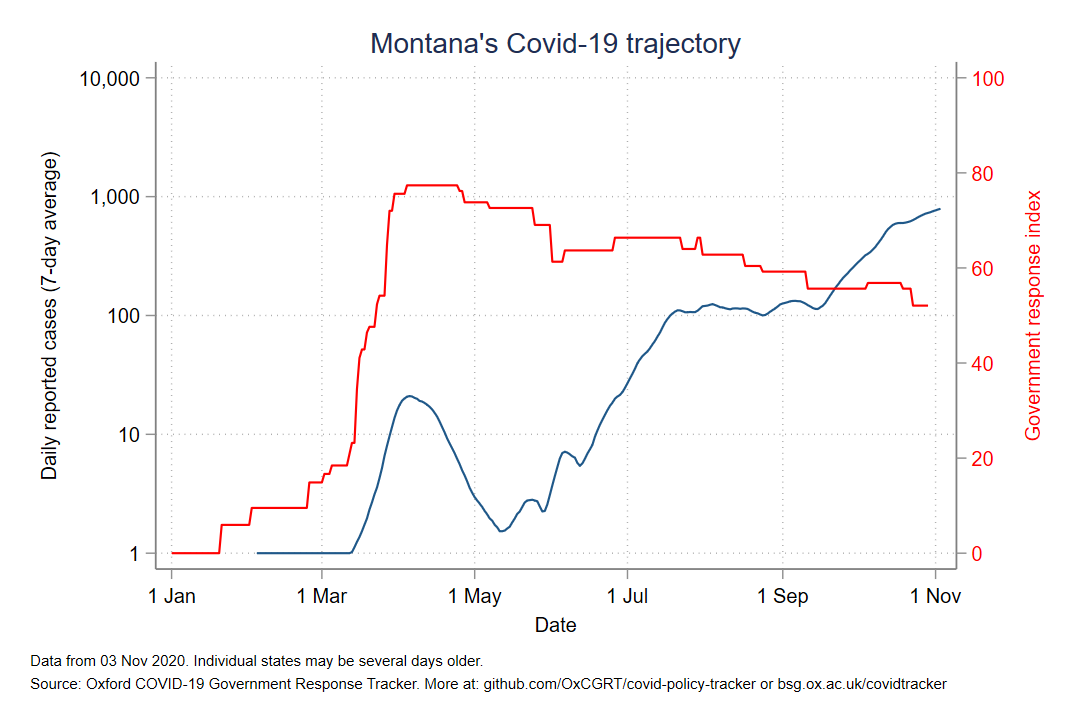 Montana's Covid-19 trajectory
10,000
1,000
100
10
1
Daily reported cases (7-day average)
100
80
60
40
20
0
Government response index
1 Jan
1 Mar
1 May
1 Jul
1 Sep
1 Nov
Date
Data from 03 Nov 2020. Individual states may be several days older.
Source: Oxford COVID-19 Government Response Tracker. More at: github.com/OxCGRT/covid-policy-tracker or bsg.ox.ac.uk/covidtracker